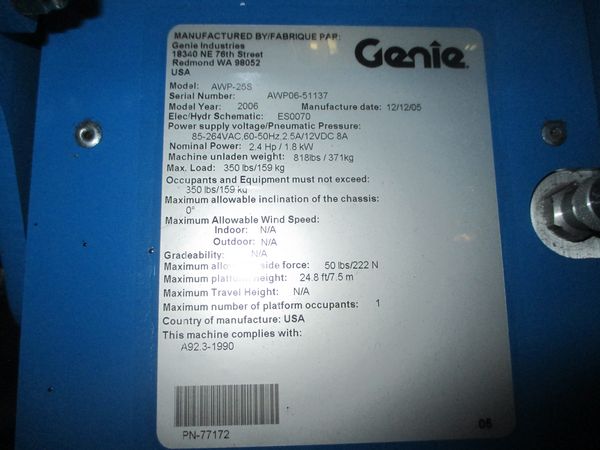 MANUFACTURED BY/FABRIQUE PAR:
Genie Industries
18340 NE 76th Street
Redmond WA 98052
USA
Genie
Model: AWP-25S
Serial Number: AWP06-51137
Model Year: 2006 Manufacture date: 12/12/05
Elec/Hydr Schematic: ES0070
Power supply voltage/Pneumatic Pressure:
85-264VAC,60-50Hz,2.5A/12VDC 8A
Nominal Power: 2.4 Hp / 1.8 kW
Machine unladen weight: 818lbs / 371kg
Max. Load: 350 lbs/159 kg
Occupants and Equipment must not exceed:
350 lbs/159 kg
Maximum allowable inclination of the chassis:
0°
Maximum Allowable Wind Speed:
Indoor: N/A
Outdoor: N/A
Gradeability: N/A
Maximum side force: 50 lbs/222 N
Maximum height: 24.8 ft/7.5 m
Maximum Travel Height: N/A
Maximum number of platform occupants: 1
Country of manufacture: USA
This machine complies with:
A92.3-1990
PN-77172
05